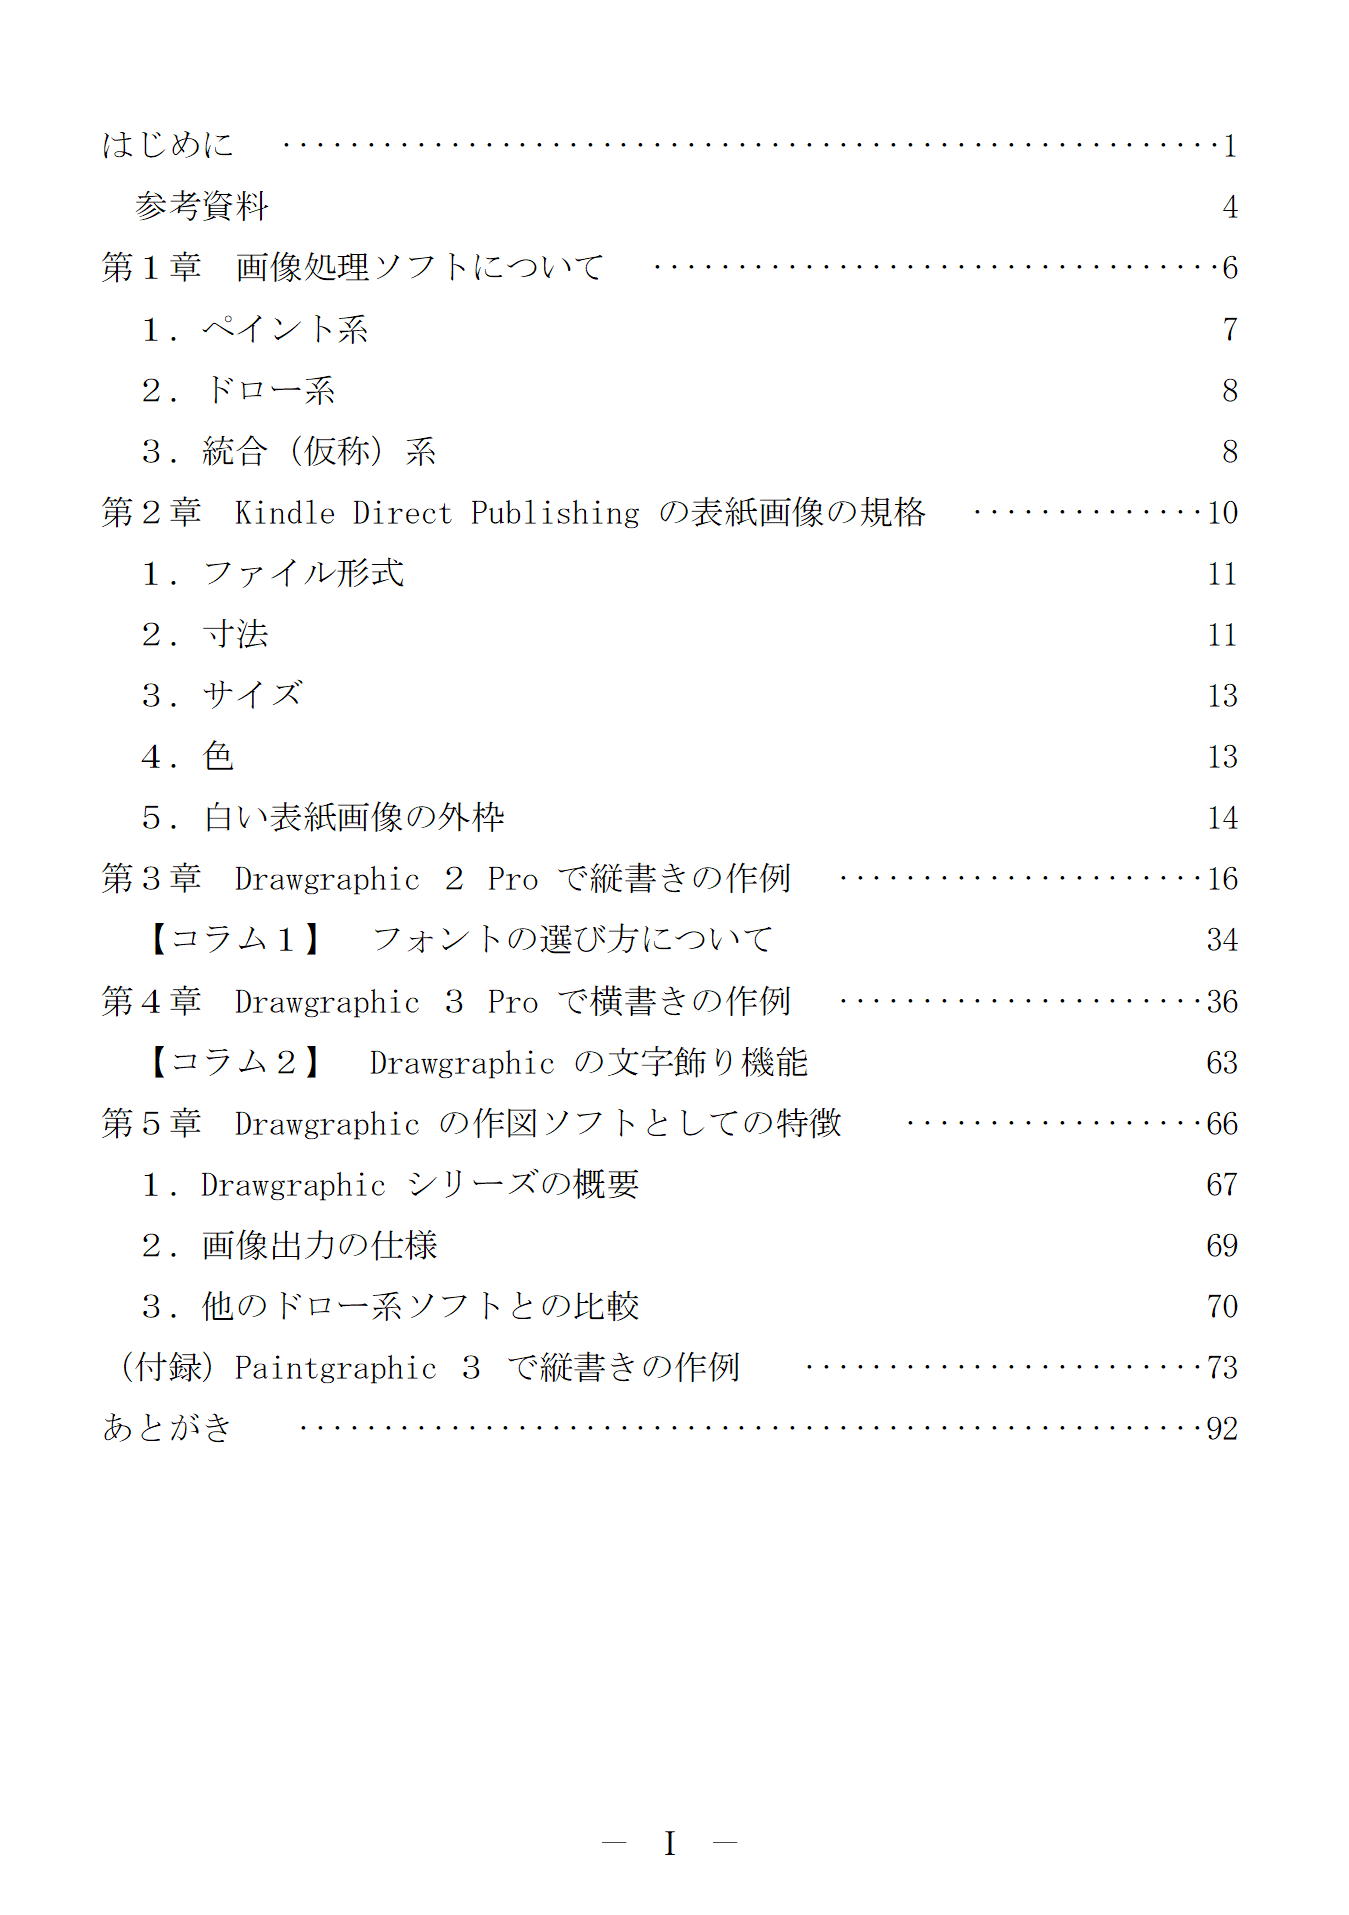 はじめに　‥‥‥‥‥‥‥‥‥‥‥‥‥‥‥‥‥‥‥‥‥‥‥‥‥‥‥‥1
　参考資料　4
第１章　画像処理ソフトについて　‥‥‥‥‥‥‥‥‥‥‥‥‥‥‥‥‥6
　１．ペイント系　7
　２．ドロー系　8
　３．統合（仮称）系　8
第２章　Kindle Direct Publishing の表紙画像の規格　‥‥‥‥‥‥‥10
　１．ファイル形式　11
　２．寸法　11
　３．サイズ　13
　４．色　13
　５．白い表紙画像の外枠　14
第３章　Drawgraphic ２ Pro で縦書きの作例　‥‥‥‥‥‥‥‥‥‥‥16
　【コラム１】　フォントの選び方について　34
第４章　Drawgraphic ３ Pro で横書きの作例　‥‥‥‥‥‥‥‥‥‥‥36
　【コラム２】　Drawgraphic の文字飾り機能　63
第５章　Drawgraphic の作図ソフトとしての特徴　‥‥‥‥‥‥‥‥‥66
　１．Drawgraphic シリーズの概要　67
　２．画像出力の仕様　69
　３．他のドロー系ソフトとの比較　70
（付録）Paintgraphic ３ で縦書きの作例　‥‥‥‥‥‥‥‥‥‥‥‥73
あとがき　‥‥‥‥‥‥‥‥‥‥‥‥‥‥‥‥‥‥‥‥‥‥‥‥‥‥‥92
―　I　―